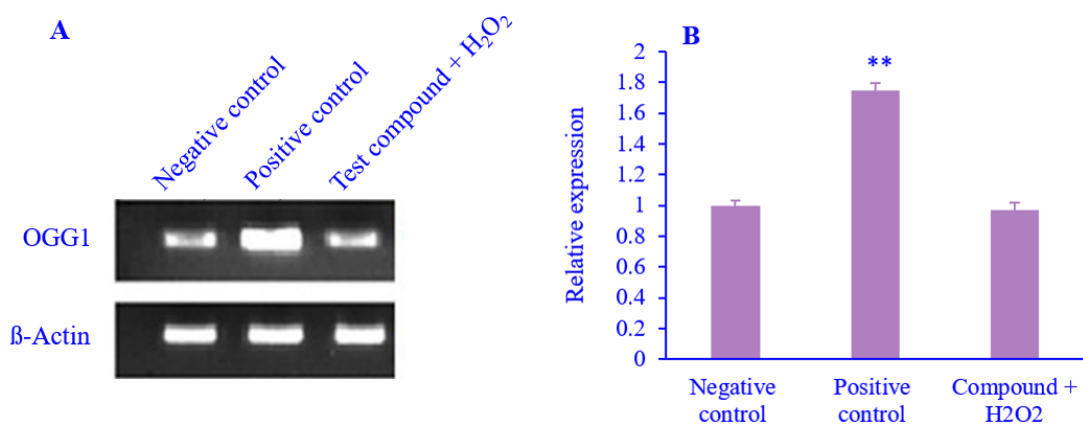 A
Negative control
Positive control
Test compound + H₂O₂
OGG1
ß-Actin
B
Relative expression
2
1.8
1.6
1.4
1.2
1
0.8
0.6
0.4
0.2
0
**
Negative
control
Positive
control
Compound +
H2O2